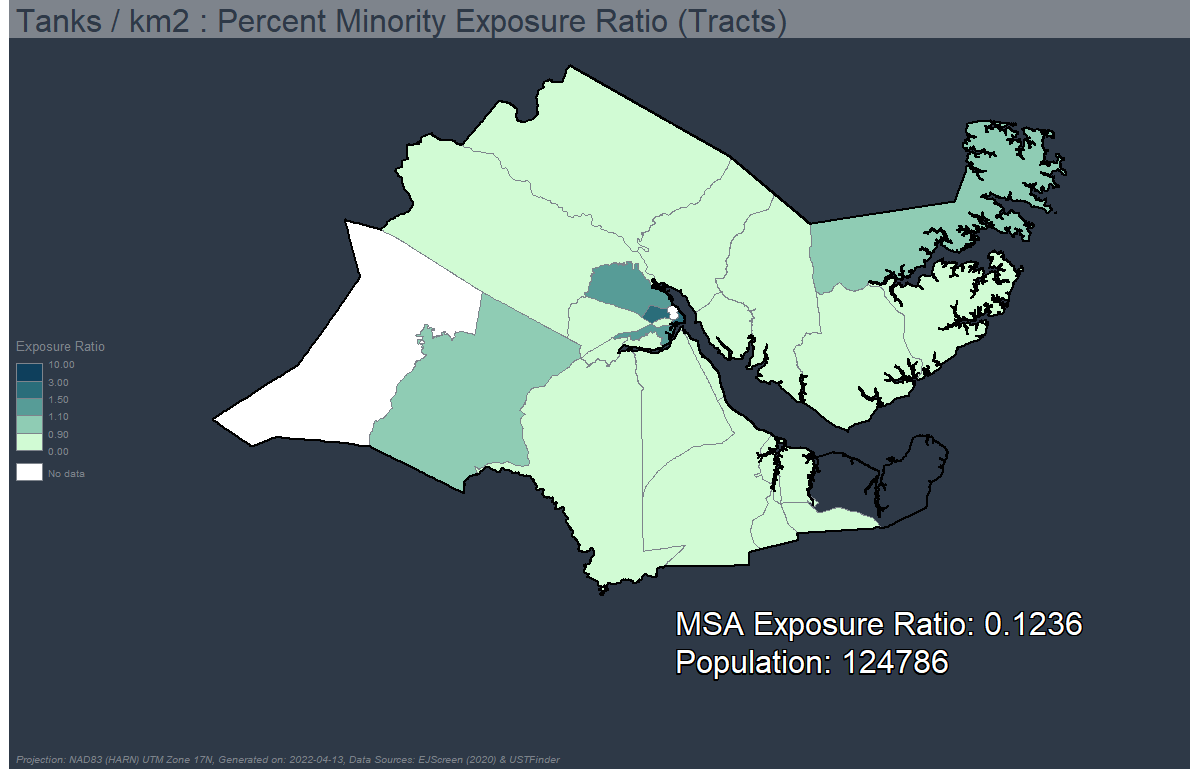 Tanks / km2 : Percent Minority Exposure Ratio (Tracts)
Exposure Ratio
10.00
3.00
1.50
1.10
0.90
0.00
No data
MSA Exposure Ratio: 0.1236
Population: 124786
Projection: NAD83 (HARN) UTM Zone 17N, Generated on: 2022-04-13, Data Sources: EJScreen (2020) & USTFinder